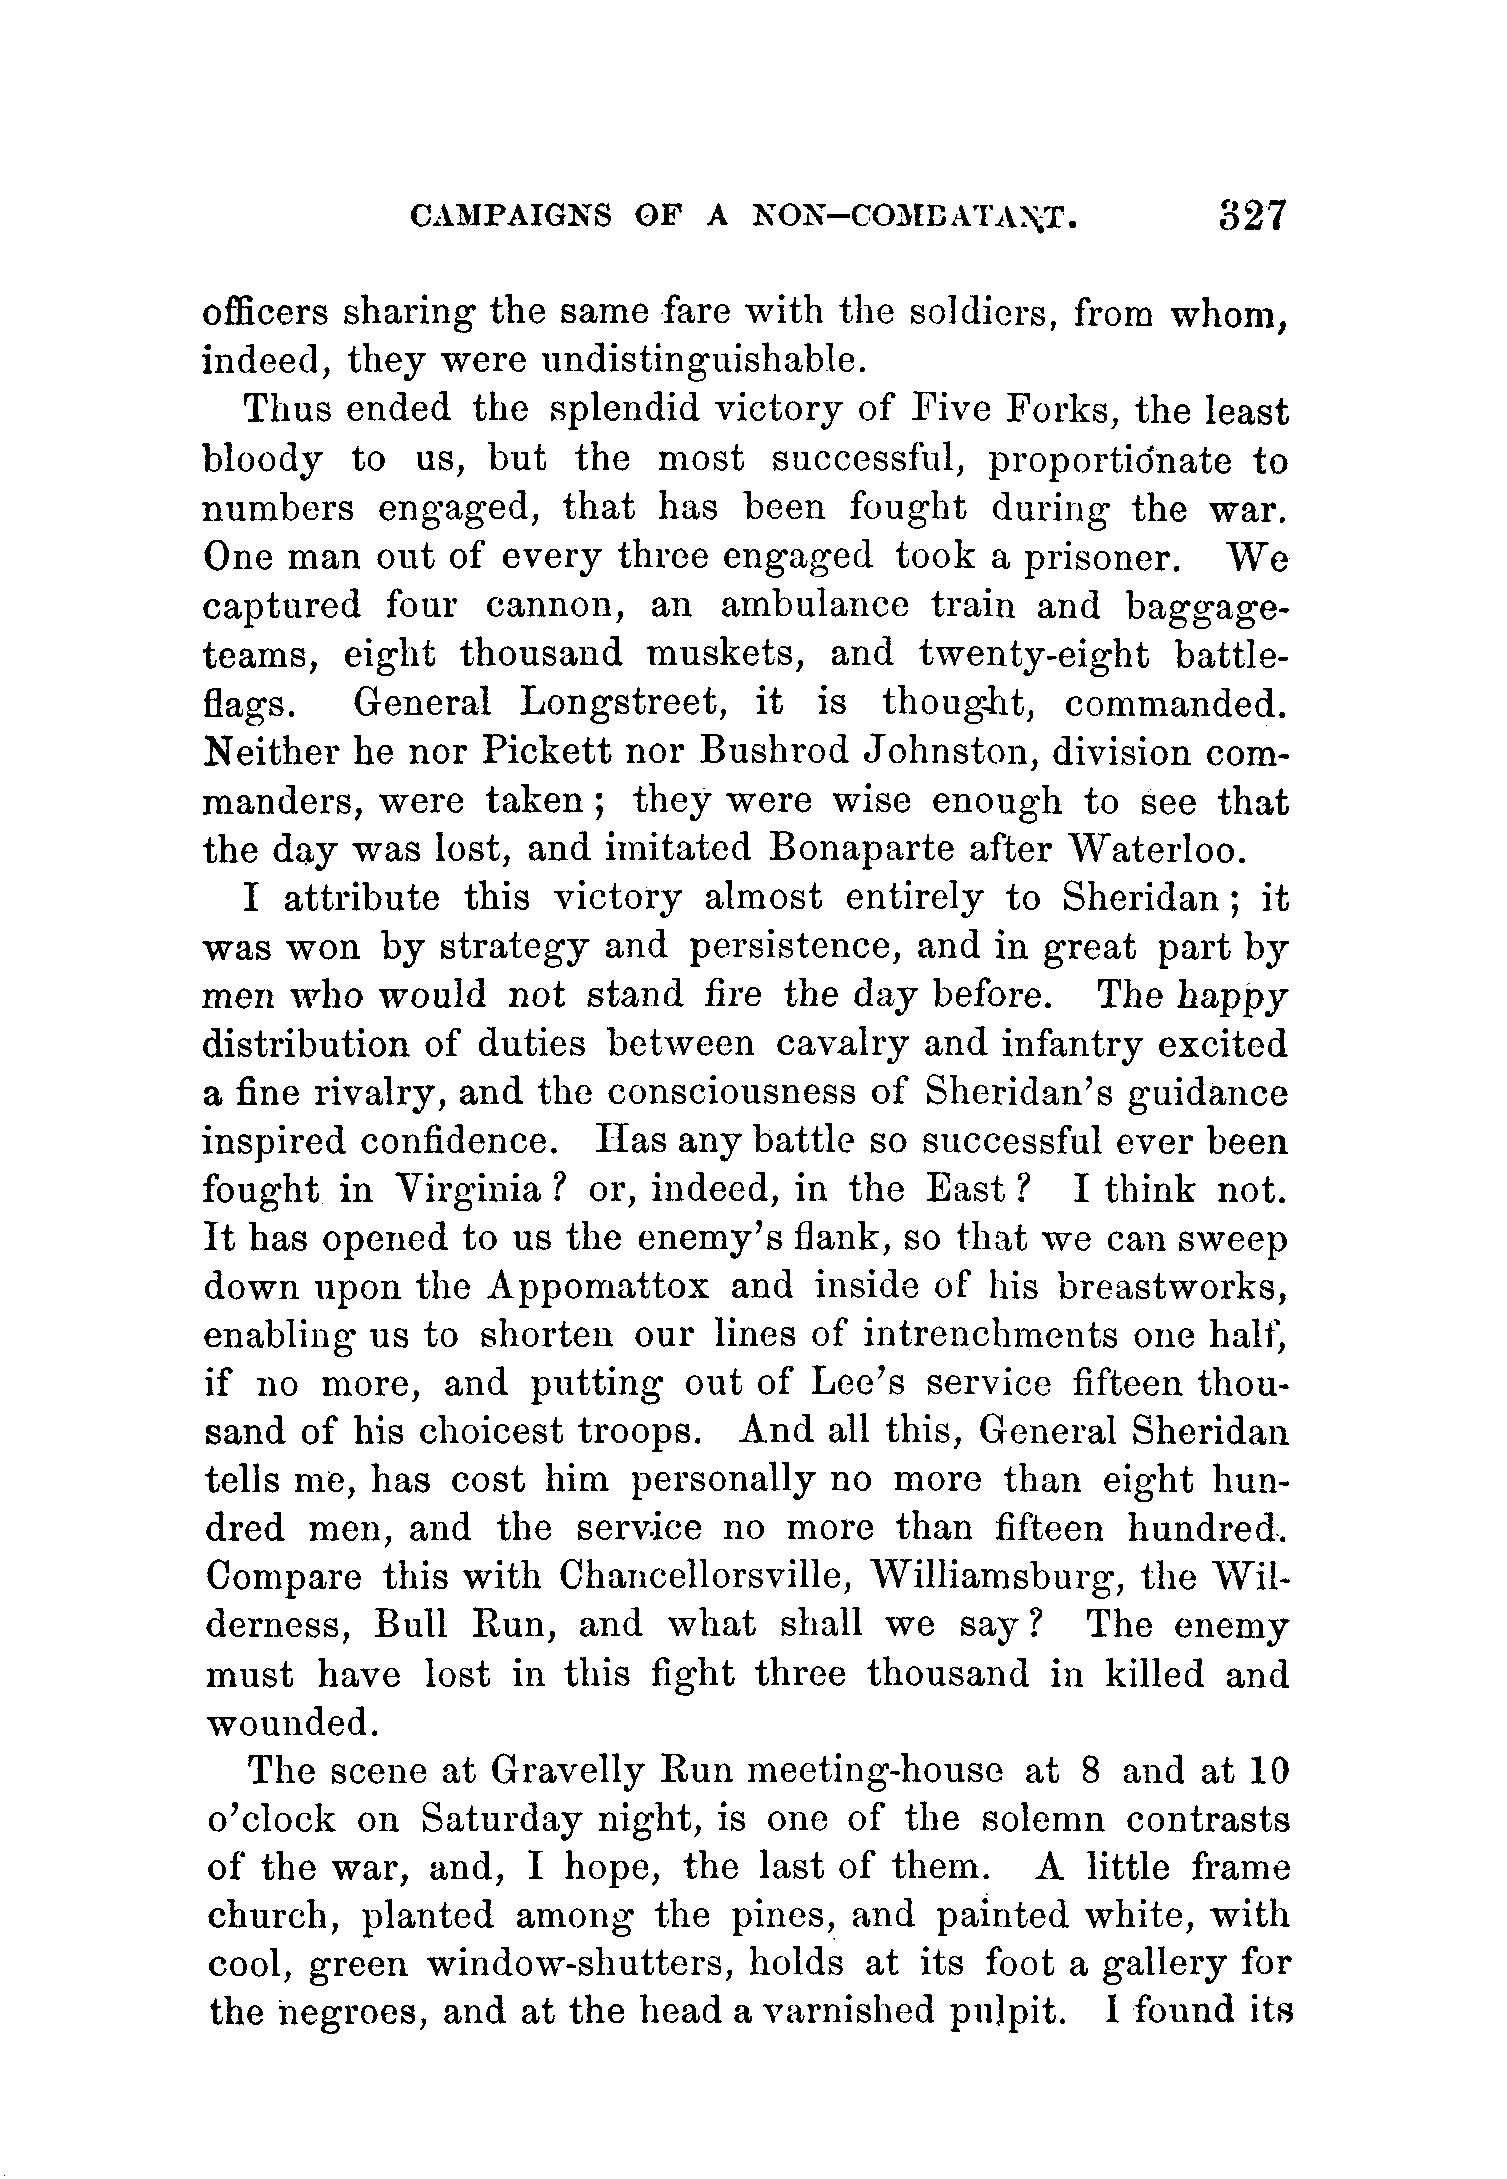 CAMPAIGNS OF A NON-COMBATANT. 327
officers sharing the same fare with the soldiers, from whom,
indeed, they were undistinguishable.
Thus ended the splendid victory of Five Forks, the least
bloody to us, but the most successful, proportionate to
numbers engaged, that has been fought during the war.
One man out of every three engaged took a prisoner. We
captured four cannon, an ambulance train and baggage-
teams, eight thousand muskets, and twenty-eight battle-
flags. General Longstreet, it is thought, commanded.
Neither he nor Pickett nor Bushrod Johnston, division com-
manders, were taken ; they were wise enough to see that
the day was lost, and imitated Bonaparte after Waterloo.
I attribute this victory almost entirely to Sheridan ; it
was won by strategy and persistence, and in great part by
men who would not stand fire the day before. The happy
distribution of duties between cavalry and infantry excited
a fine rivalry, and the consciousness of Sheridan's guidance
inspired confidence. Has any battle so successful ever been
fought in Virginia ? or, indeed, in the East ? I think not.
It has opened to us the enemy's flank, so that we can sweep
down upon the Appomattox and inside of his breastworks,
enabling us to shorten our lines of intrenchments one half,
if no more, and putting out of Lee's service fifteen thou-
sand of his choicest troops. And all this, General Sheridan
tells me, has cost him personally no more than eight hun-
dred men, and the service no more than fifteen hundred.
Compare this with Chancellorsville, Williamsburg, the Wil-
derness, Bull Run, and what shall we say ? The enemy
must have lost in this fight three thousand in killed and
wounded.
The scene at Gravelly Run meeting-house at 8 and at 10
o'clock on Saturday night, is one of the solemn contrasts
of the war, and, I hope, the last of them. A little frame
church, planted among the pines, and painted white, with
cool, green window-shutters, holds at its foot a gallery for
the negroes, and at the head a varnished pulpit. I found its